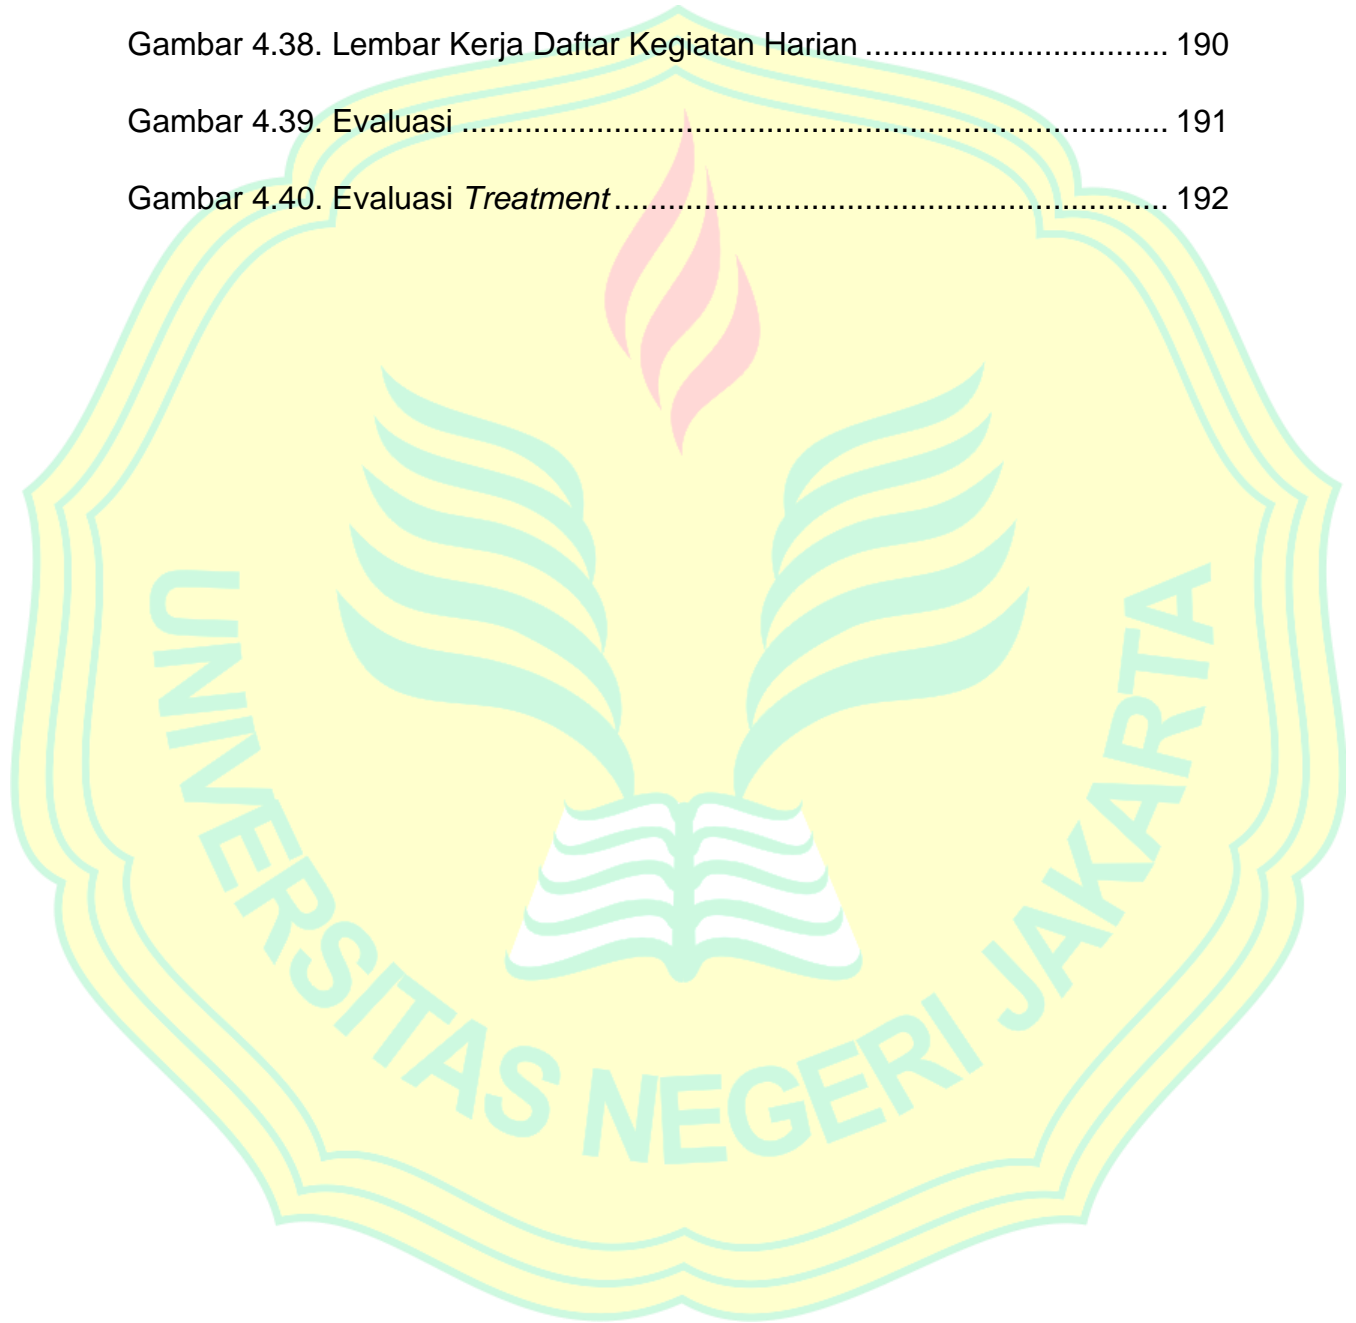 Gambar 4.38. Lembar Kerja Daftar Kegiatan Harian .................................. 190
Gambar 4.39. Evaluasi ............................................................................... 191
Gambar 4.40. Evaluasi Treatment .............................................................. 192
UNIVERSITAS NEGERI JAKARTA